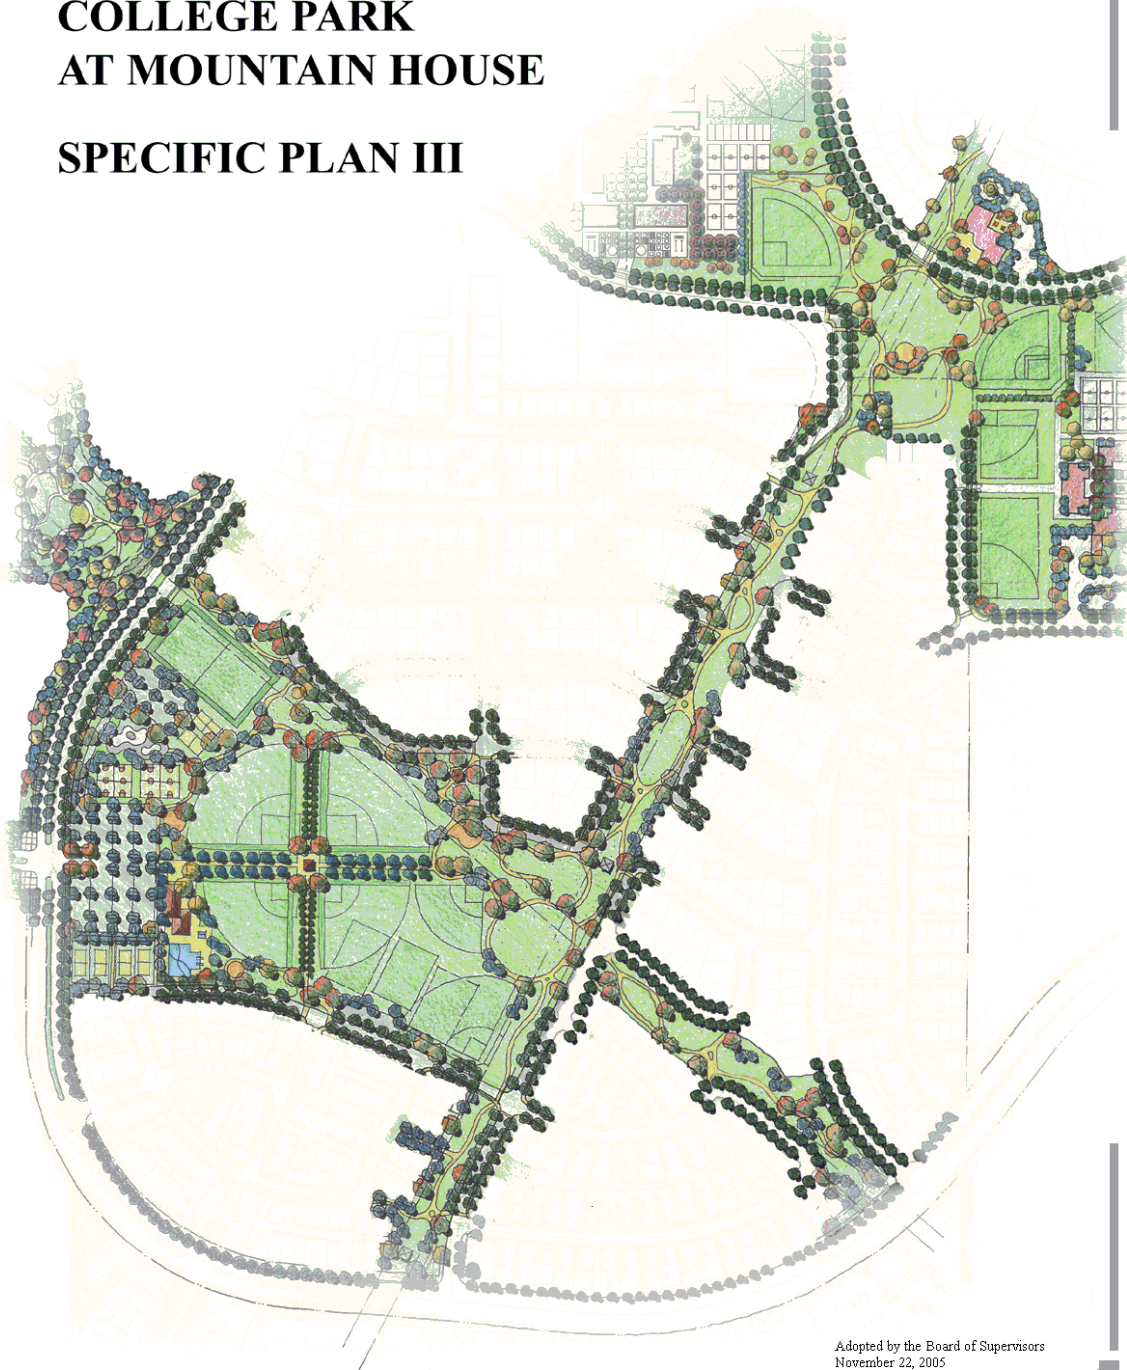 COLLEGE PARK
AT MOUNTAIN HOUSE
SPECIFIC PLAN III
Adopted by the Board of Supervisors
November 22, 2005